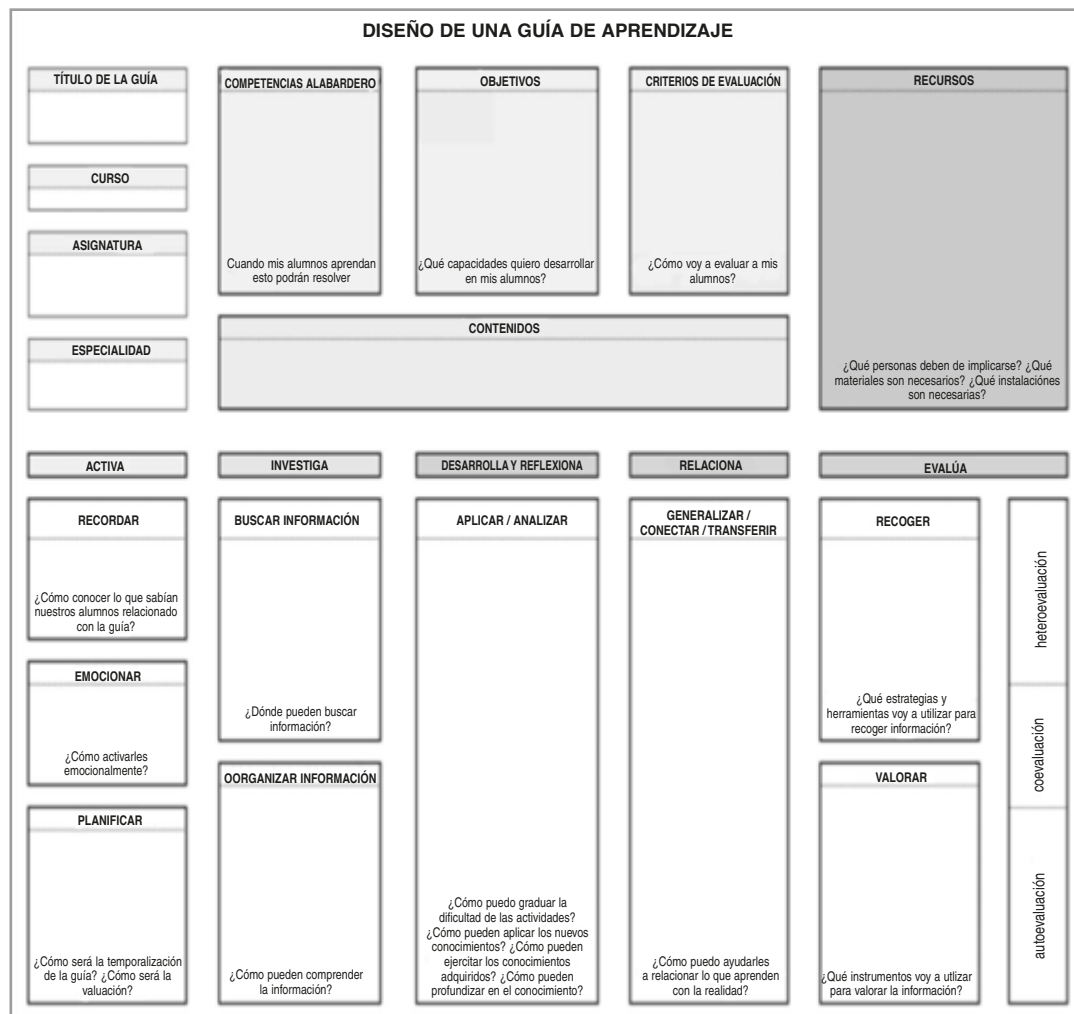 DISEÑO DE UNA GUÍA DE APRENDIZAJE
TÍTULO DE LA GUÍA
CURSO
ASIGNATURA
ESPECIALIDAD
COMPETENCIAS ALABARDERO
Cuando mis alumnos aprendan
esto podrán resolver
OBJETIVOS
¿Qué capacidades quiero desarrollar
en mis alumnos?
CRITERIOS DE EVALUACIÓN
¿Cómo voy a evaluar a mis
alumnos?
CONTENIDOS
RECURSOS
¿Qué personas deben de implicarse? ¿Qué
materiales son necesarios? ¿Qué instalaciónes
son necesarias?
ACTIVA
RECORDAR
¿Cómo conocer lo que sabían
nuestros alumnos relacionado
con la guía?
EMOCIONAR
¿Cómo activarles
emocionalmente?
PLANIFICAR
¿Cómo será la temporalización
de la guía? ¿Cómo será la
valuación?
INVESTIGA
BUSCAR INFORMACIÓN
¿Dónde pueden buscar
información?
OORGANIZAR INFORMACIÓN
¿Cómo pueden comprender
la información?
DESARROLLA Y REFLEXIONA
APLICAR / ANALIZAR
¿Cómo puedo graduar la
dificultad de las actividades?
¿Cómo pueden aplicar los nuevos
conocimientos? ¿Cómo pueden
ejercitar los conocimientos
adquiridos? ¿Cómo pueden
profundizar en el conocimiento?
RELACIONA
GENERALIZAR /
CONECTAR / TRANSFERIR
¿Cómo puedo ayudarles
a relacionar lo que aprenden
con la realidad?
EVALÚA
RECOGER
¿Qué estrategias y
herramientas voy a utilizar para
recoger información?
VALORAR
¿Qué instrumentos voy a utlizar
para valorar la información?
heteroevaluación
coevaluación
autoevaluación